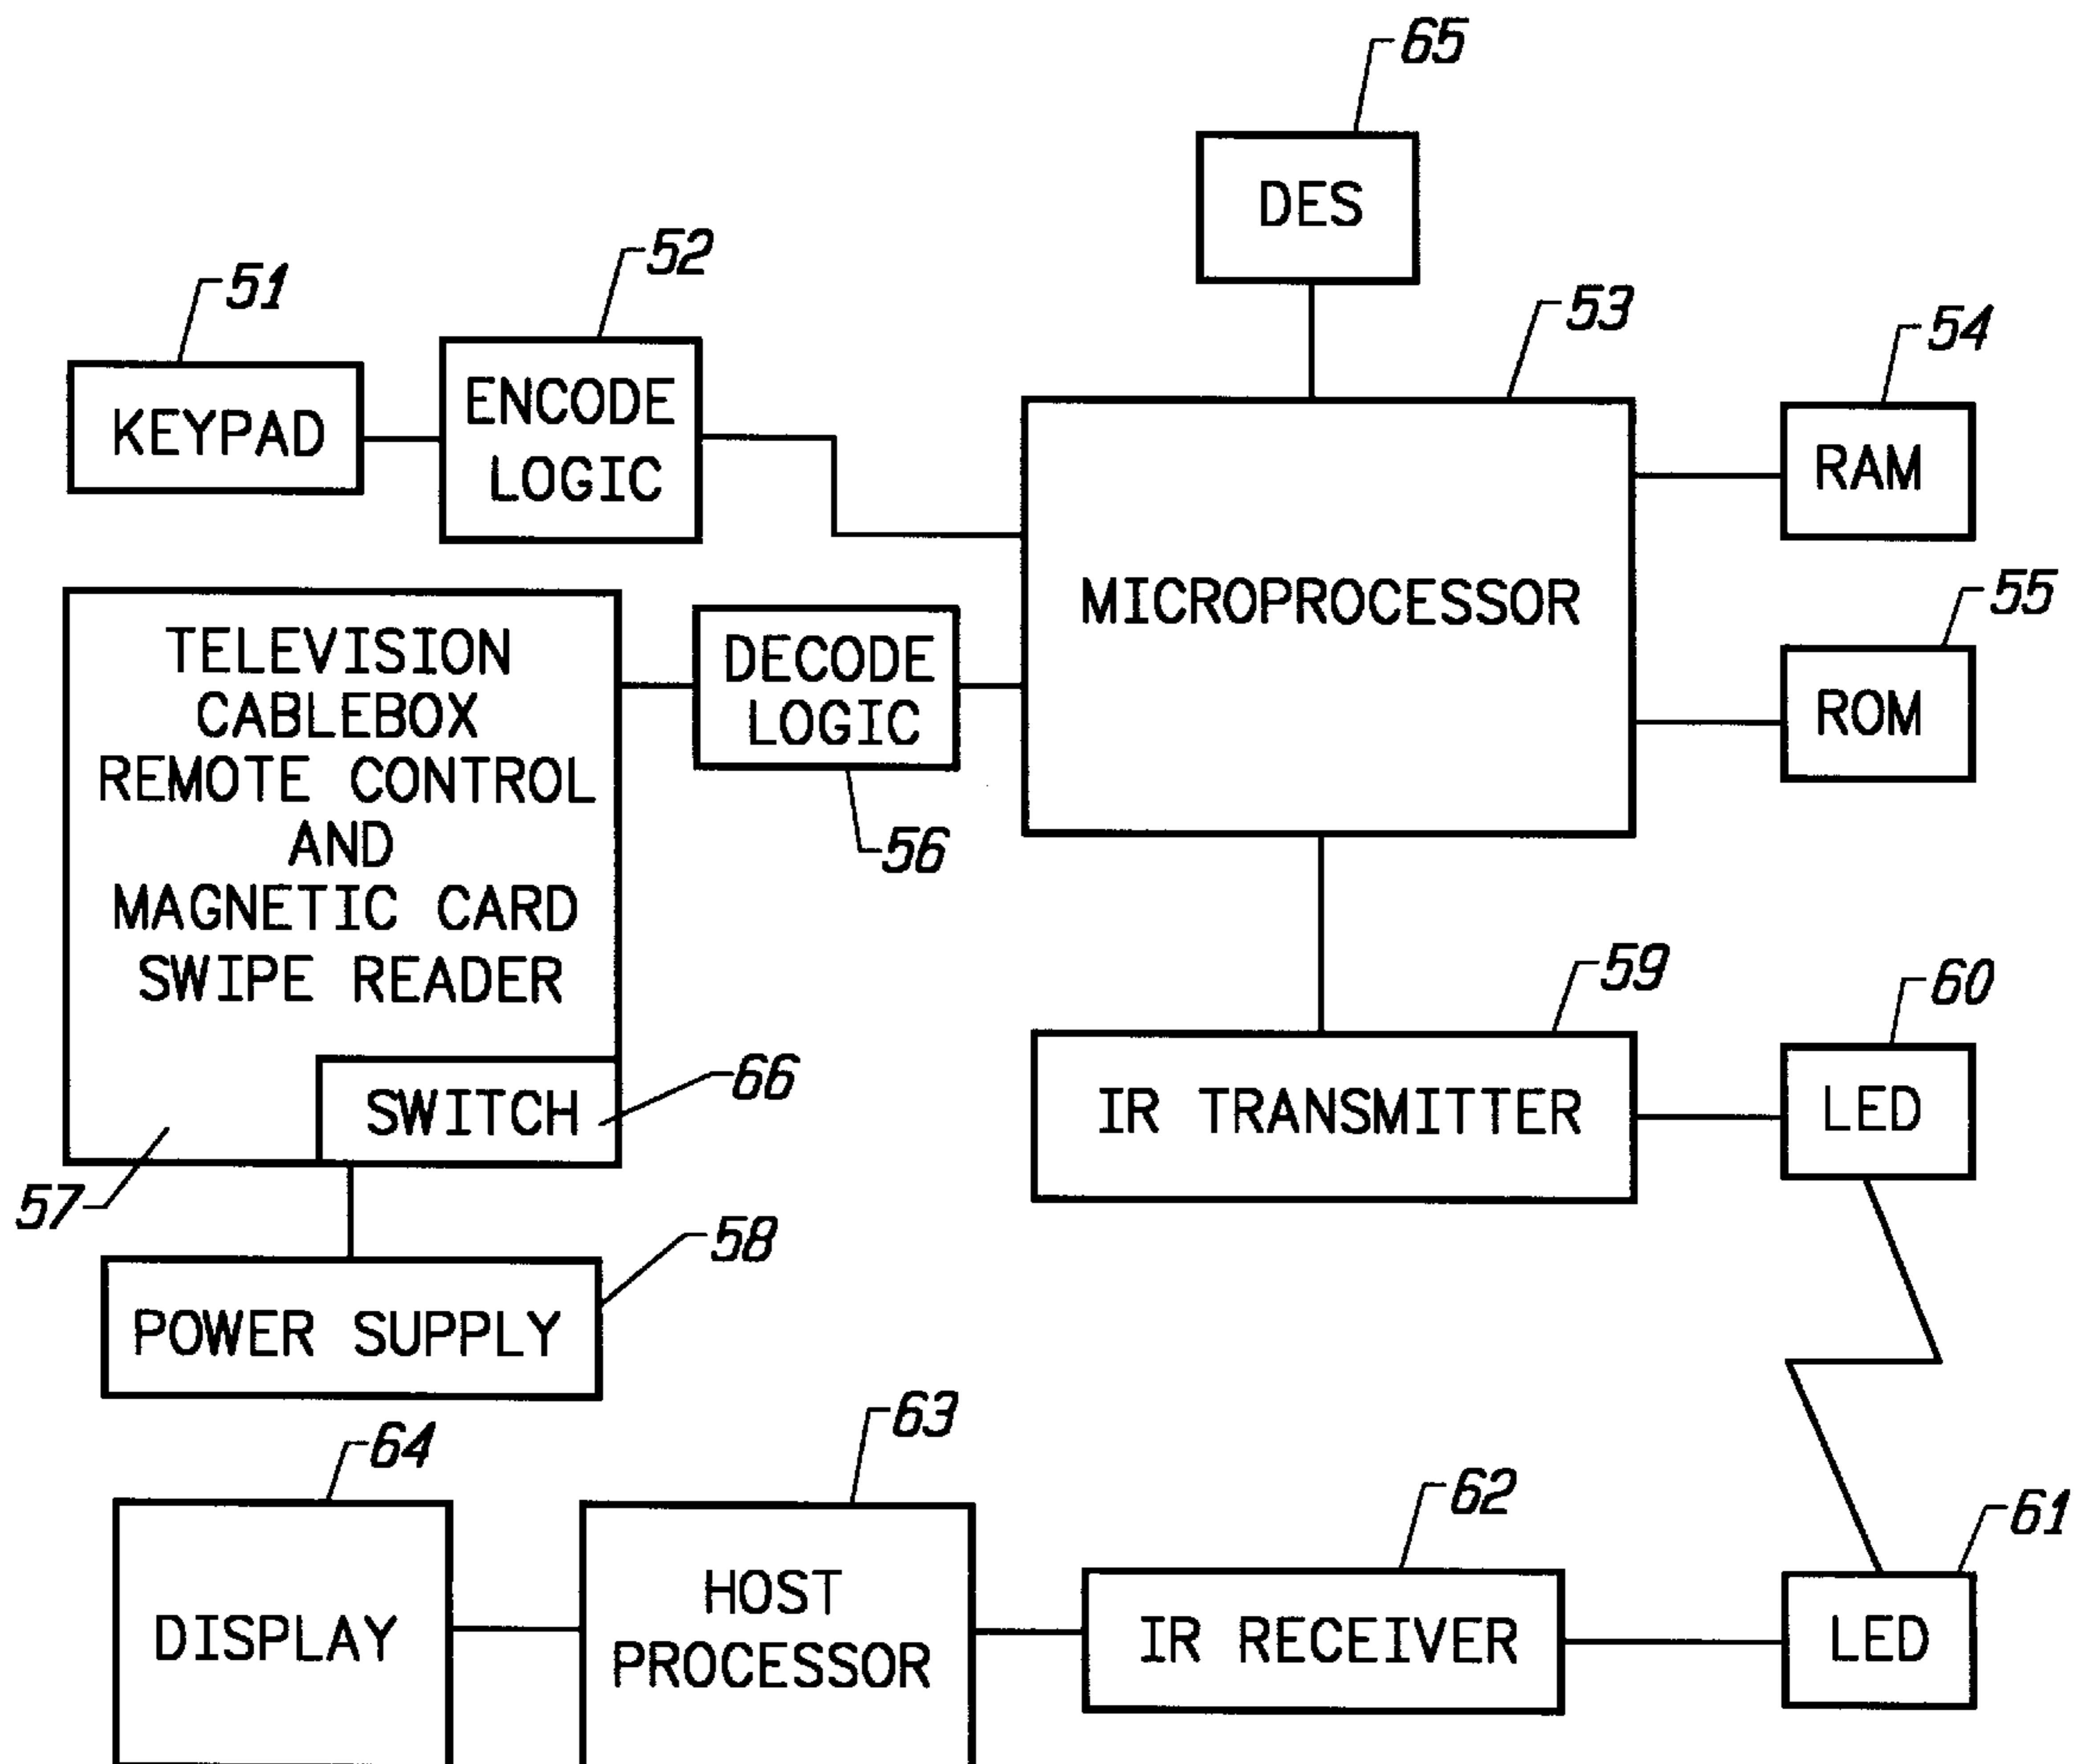 65
DES
52
51
53
54
KEYPAD
ENCODE
LOGIC
RAM
MICROPROCESSOR
55
TELEVISION
CABLEBOX
REMOTE CONTROL
AND
MAGNETIC CARD
SWIPE READER
DECODE
LOGIC
ROM
56
59
60
SWITCH
66
IR TRANSMITTER
LED
57
58
POWER SUPPLY
64
63
62
61
DISPLAY
HOST
PROCESSOR
IR RECEIVER
LED